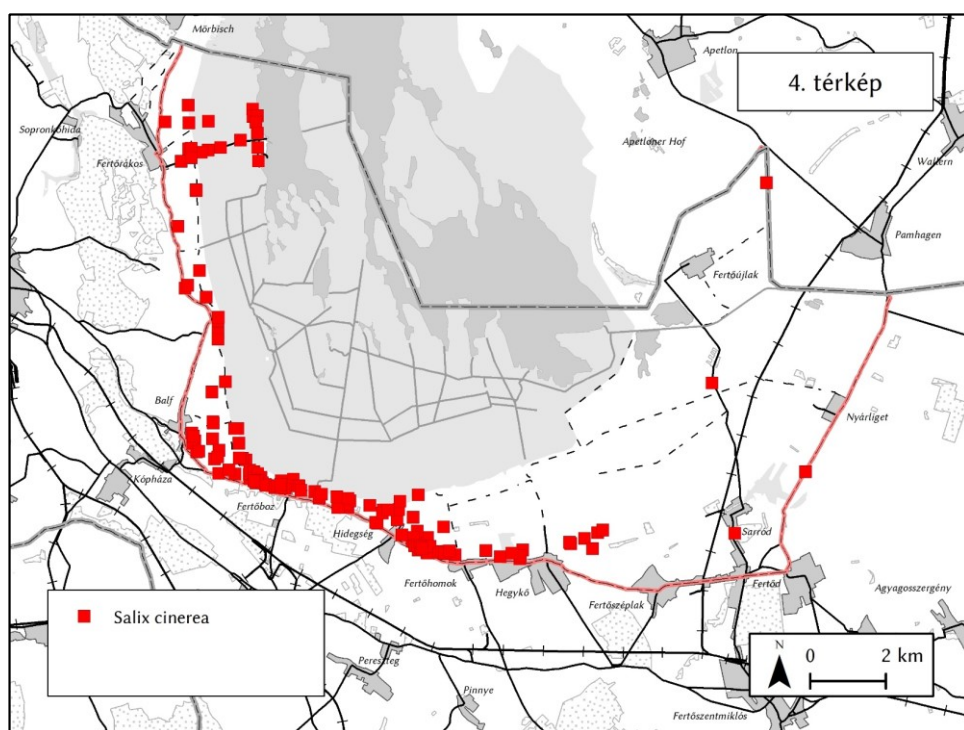 Mörbisch
Apetlon
4. térkép
Sopronkőhida
Apetloner Hof
Fertőrákos
Wallern
Pamhagen
Fertőújlak
Balf
Nyárliget
Kópháza
Fertőboz
Hidegség
Sarród
Fertőhomok
Hegykő
Fertőd
Fertőszéplak
Agyagosszergény
Salix cinerea
N
0 2 km
Peresteg
Pinnye
Fertőszentmiklós